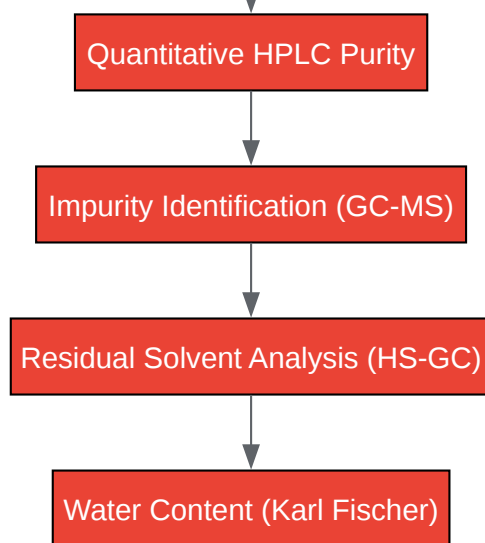 Quantitative HPLC Purity
Impurity Identification (GC-MS)
Residual Solvent Analysis (HS-GC)
Water Content (Karl Fischer)